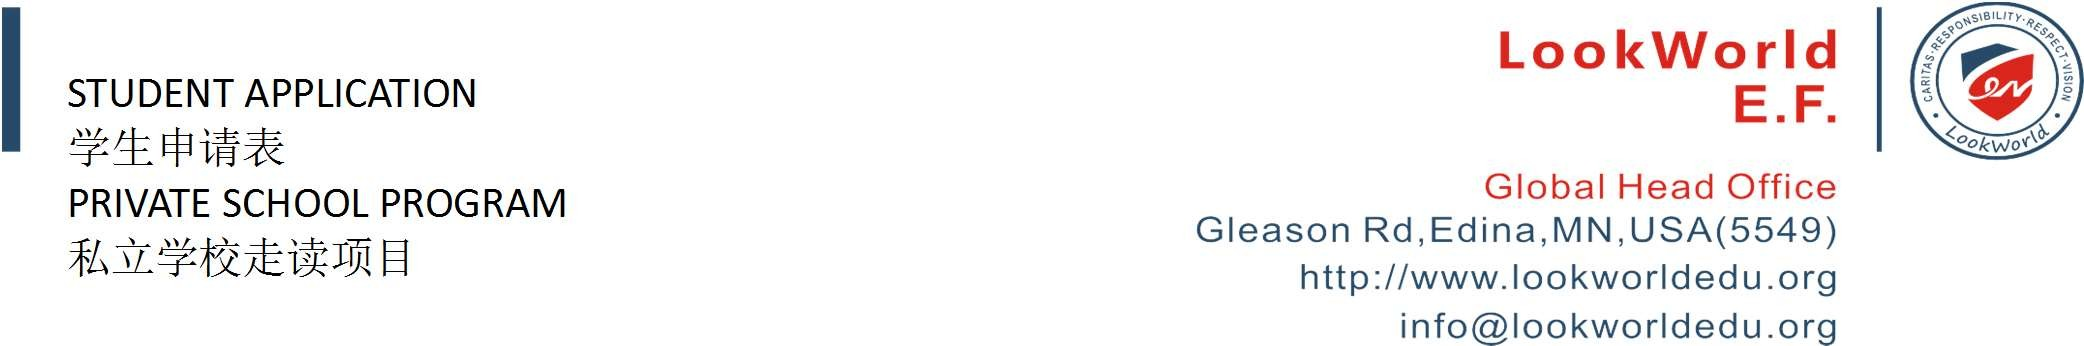 STUDENT APPLICATION
学生申请表
PRIVATE SCHOOL PROGRAM
私立学校走读项目
LookWorld
E.F.
Global Head Office
Gleason Rd,Edina,MN,USA(5549)
http://www.lookworldedu.org
info@lookworldedu.org
CARITAS·RESPONSIBILITY·RESPECT·VISION
LookWorld